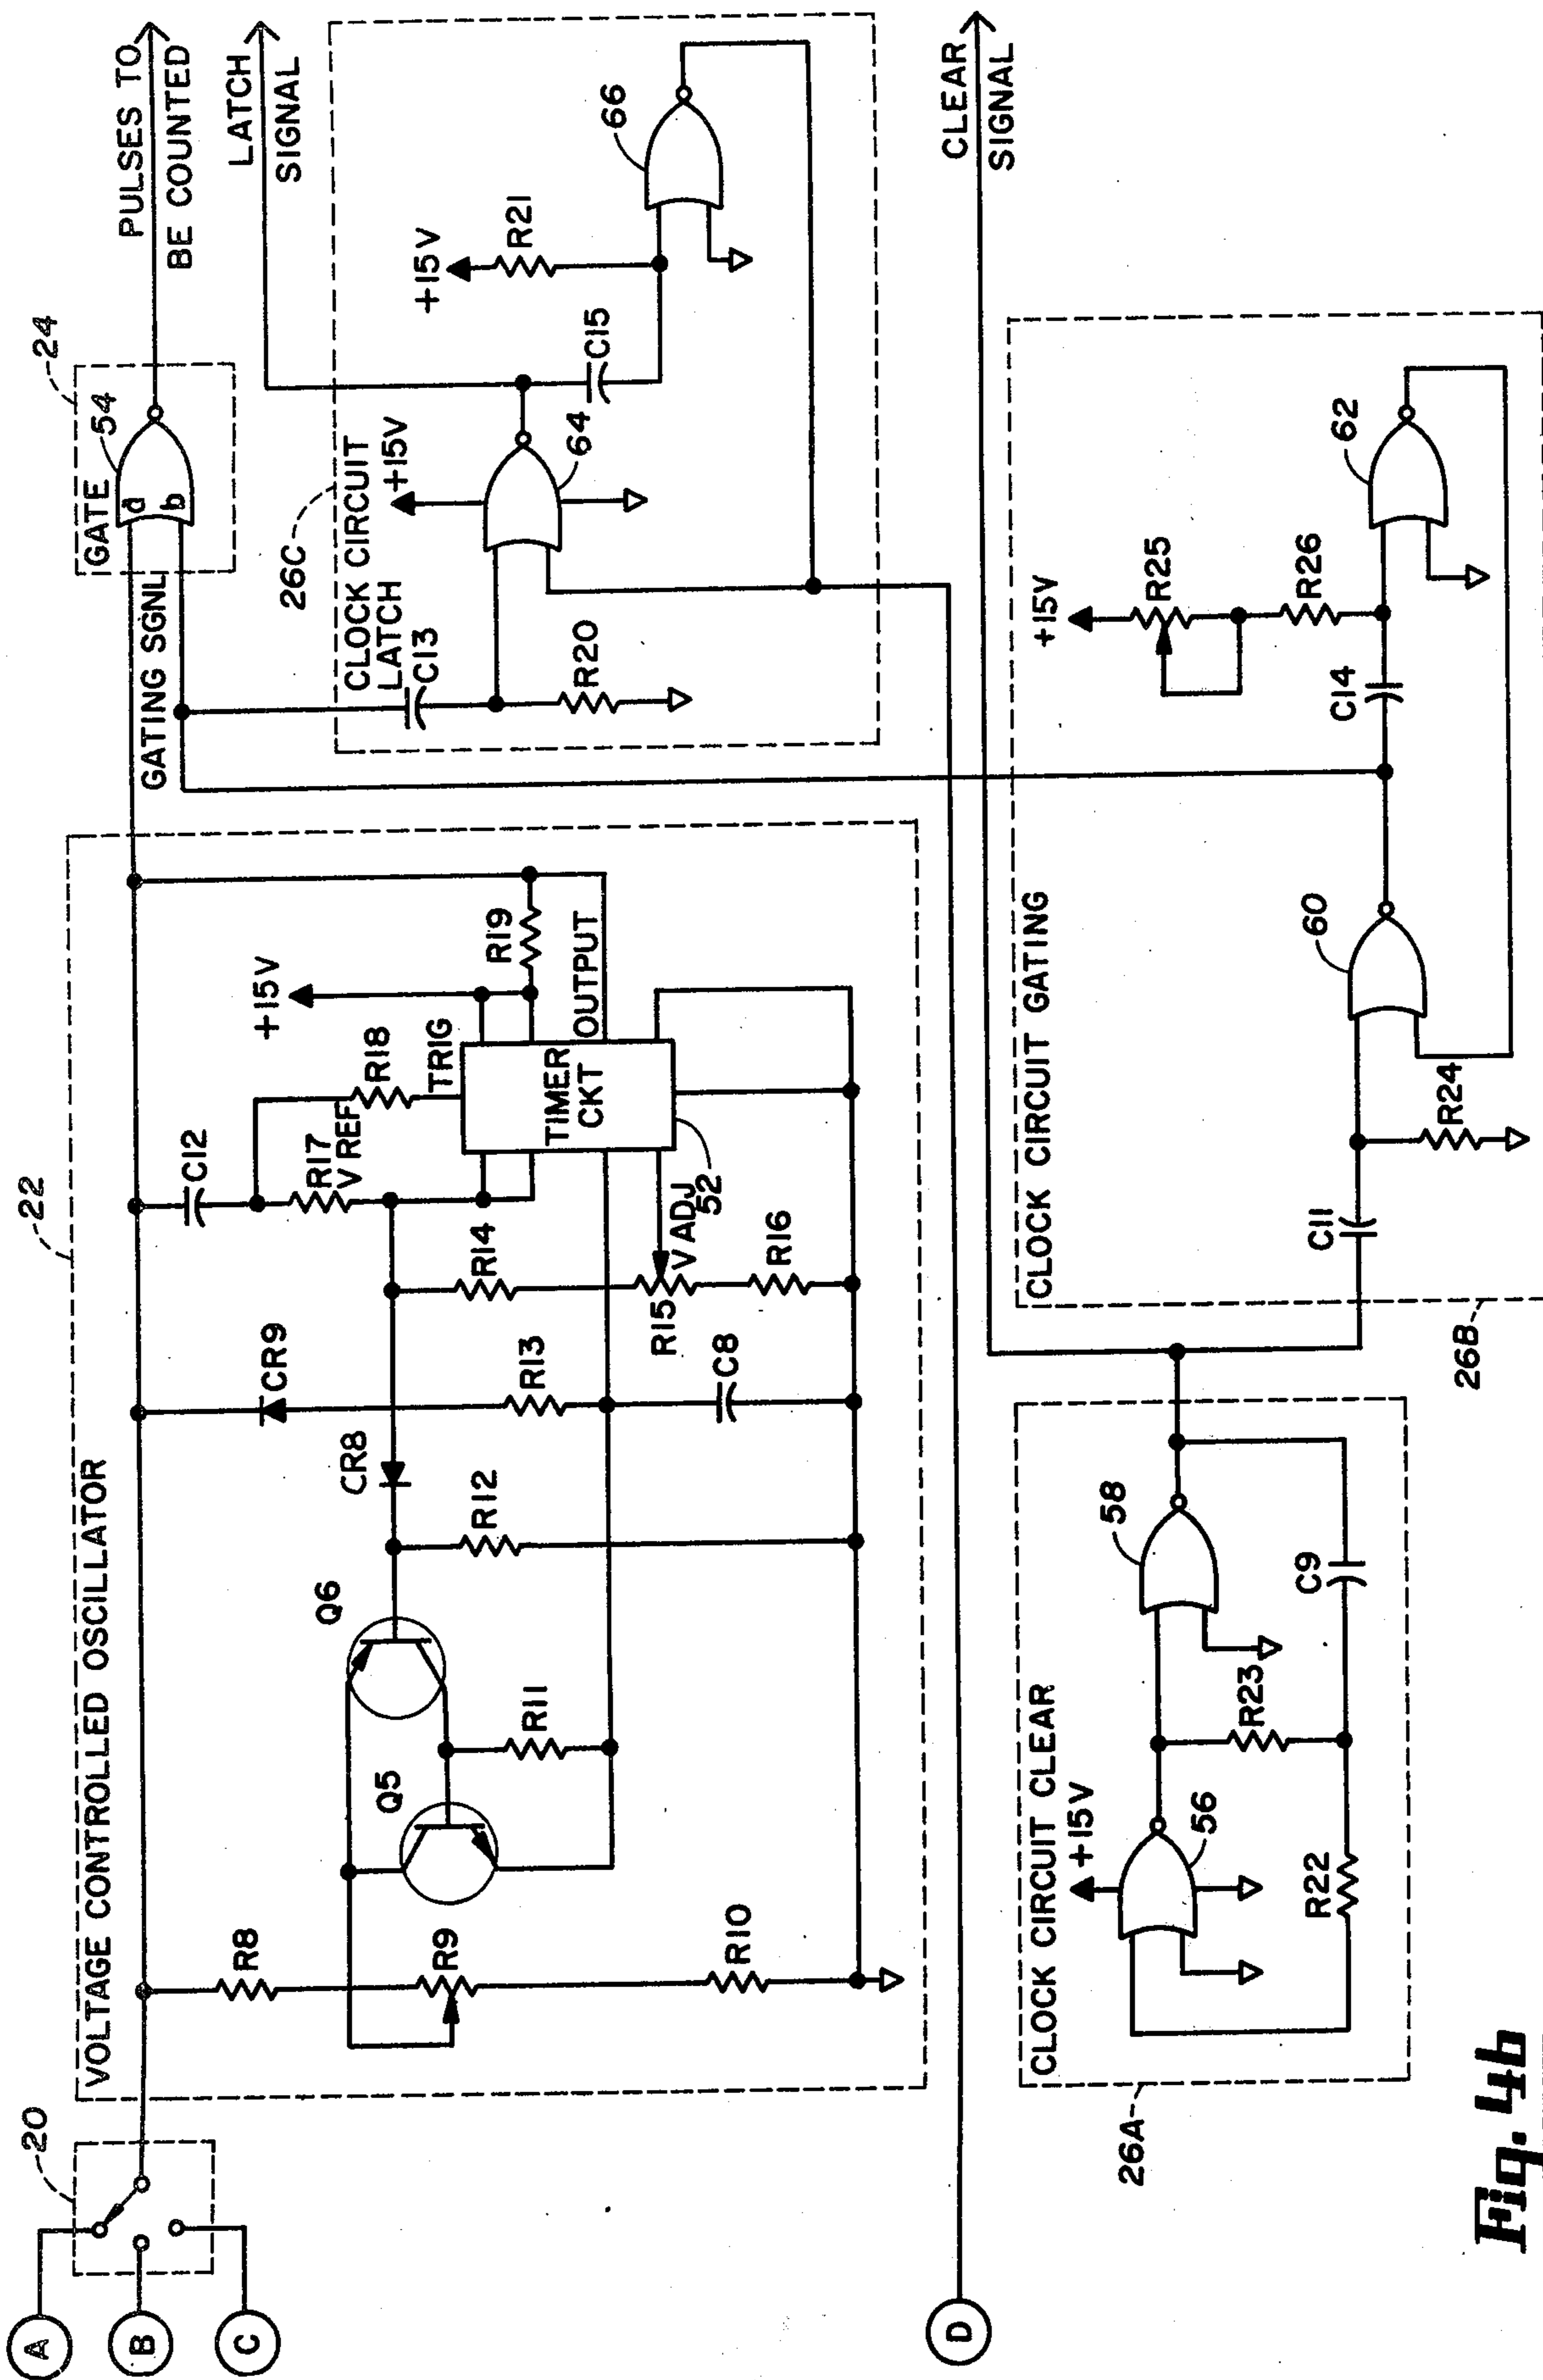 PULSES TO
BE COUNTED
LATCH
SIGNAL
CLEAR
SIGNAL
20
A
B
C
D
22
VOLTAGE CONTROLLED OSCILLATOR
R8
R9
R10
Q5
Q6
R11
R12
CR8
CR9
R13
C8
R14
R15
V ADJ
R16
C12
R17
V REF
R18
TRIG
TIMER
CKT
52
+15V
R19
OUTPUT
24
GATE
54
a
b
GATING SGNL
26C
CLOCK CIRCUIT
LATCH
+15V
C13
R20
64
C15
+15V
R21
66
26A
CLOCK CIRCUIT CLEAR
+15V
56
R22
R23
58
C9
26B
CLOCK CIRCUIT GATING
C11
R24
60
C14
+15V
R25
R26
62
Fig. 4b